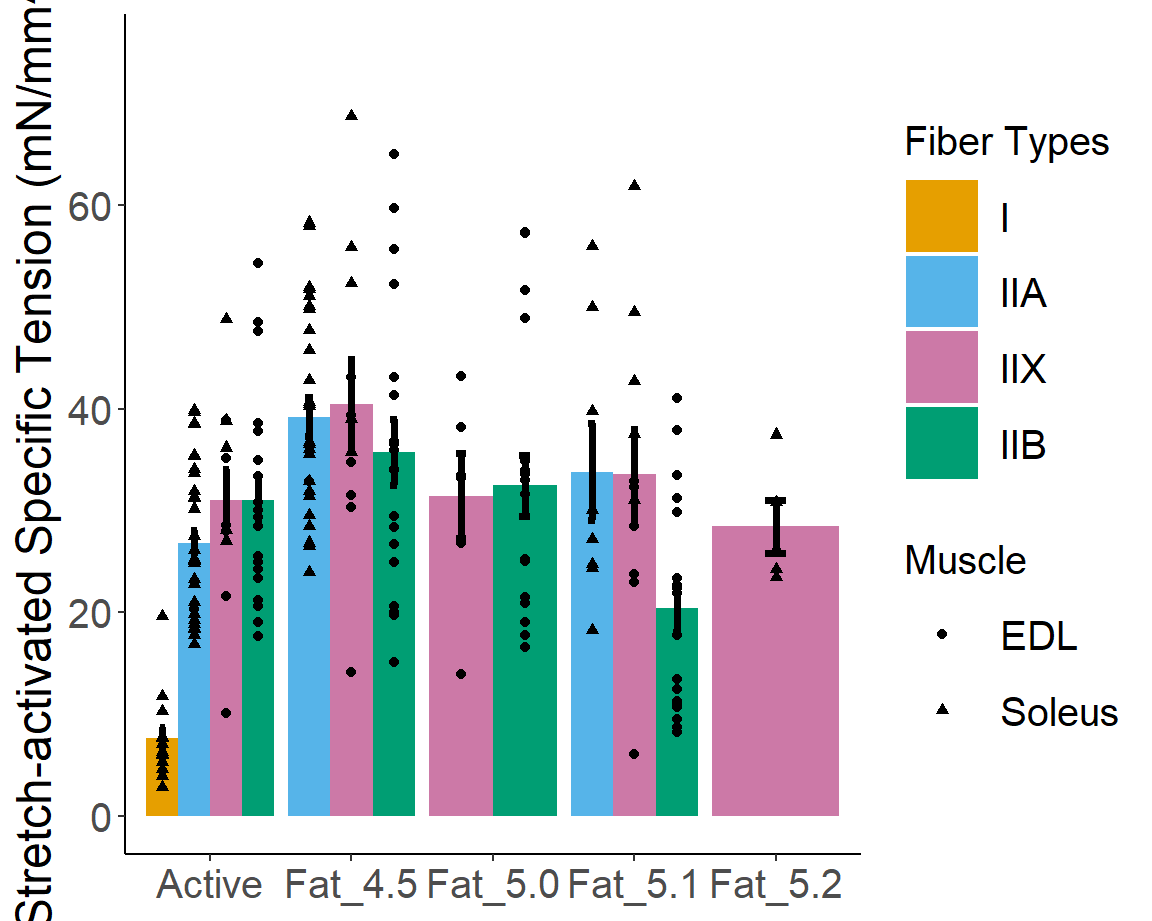 Stretch-activated Specific Tension (mN/mm²
60
40
20
0
Active Fat_4.5 Fat_5.0 Fat_5.1 Fat_5.2
Fiber Types
I
IIA
IIX
IIB
Muscle
EDL
Soleus